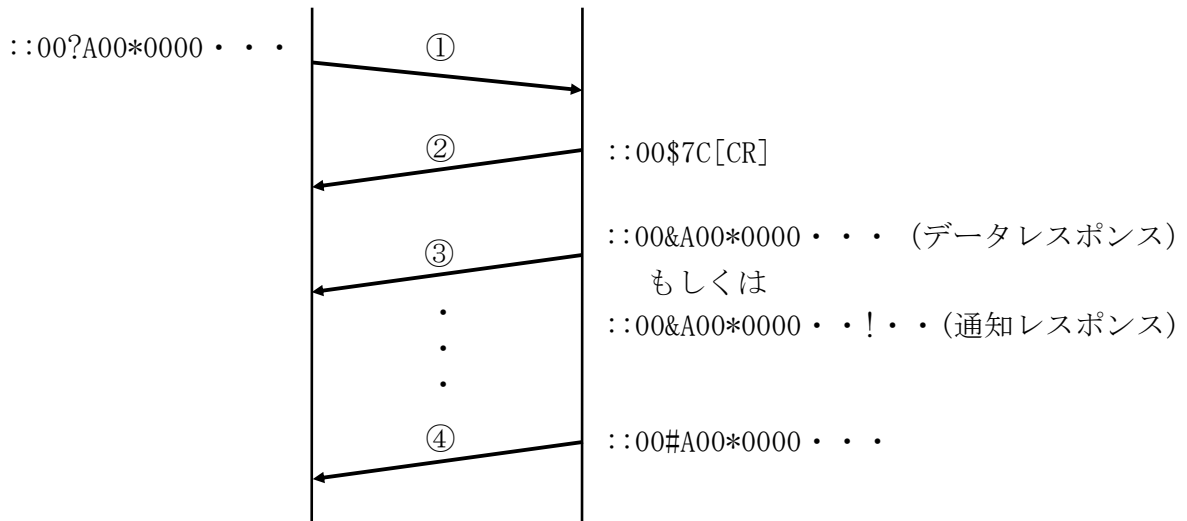 ::00?A00*0000・・・
①
②
::00$7C[CR]
::00&A00*0000・・・ (データレスポンス)
③
もしくは
::00&A00*0000・・!・・(通知レスポンス)
・
・
・
④
::00#A00*0000・・・